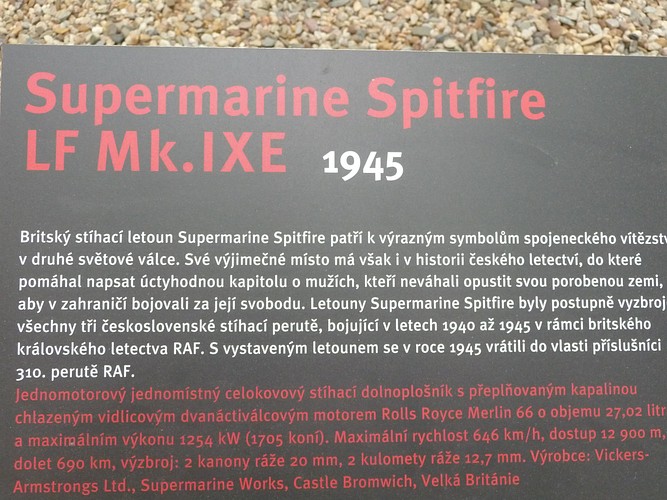 Supermarine Spitfire
LF Mk.IXE 1945
Britský stíhací letoun Supermarine Spitfire patří k výrazným symbolům spojeneckého vítězst
v druhé světové válce. Své výjimečné místo má však i v historii českého letectví, do které
pomáhal napsat úctyhodnou kapitolu o mužích, kteří neváhali opustit svou porobenou zemi,
aby v zahraničí bojovali za její svobodu. Letouny Supermarine Spitfire byly postupně vyzbroj
všechny tři československé stíhací perutě, bojující v letech 1940 až 1945 v rámci britského
královského letectva RAF. S vystaveným letounem se v roce 1945 vrátili do vlasti příslušníci
310. perutě RAF.
Jednomotorový jednomístný celokovový stíhací dolnoplošník s přeplňovaným kapalinou
chlazeným vidlicovým dvanáctiválcovým motorem Rolls Royce Merlin 66 o objemu 27,02 litr
a maximálním výkonu 1254 kW (1705 koní). Maximální rychlost 646 km/h, dostup 12 900 m,
dolet 690 km, výzbroj: 2 kanony ráže 20 mm, 2 kulomety ráže 12,7 mm. Výrobce: Vickers-
Armstrongs Ltd., Supermarine Works, Castle Bromwich, Velká Británie